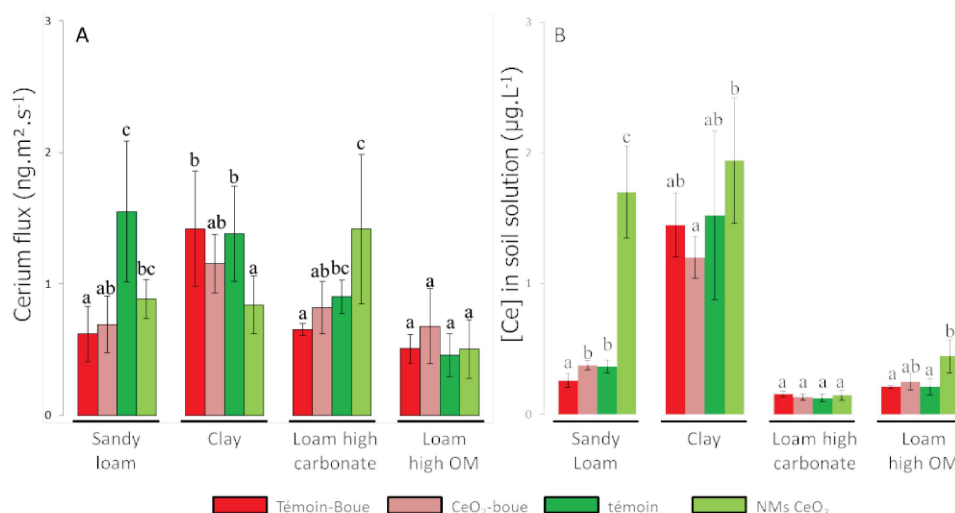 3
A
3
B
Cerium flux (ng.m².s⁻¹)
[Ce] in soil solution (µg.L⁻¹)
2
2
1
1
0
0
a
ab
c
bc
b
ab
b
a
a
ab
bc
c
a
a
a
a
a
b
b
c
ab
a
ab
b
a
a
a
a
a
ab
a
b
Sandy
loam
Clay
Loam high
carbonate
Loam
high OM
Sandy
Loam
Clay
Loam high
carbonate
Loam
high OM
Témoin-Boue
CeO₂-boue
témoin
NMs CeO₂